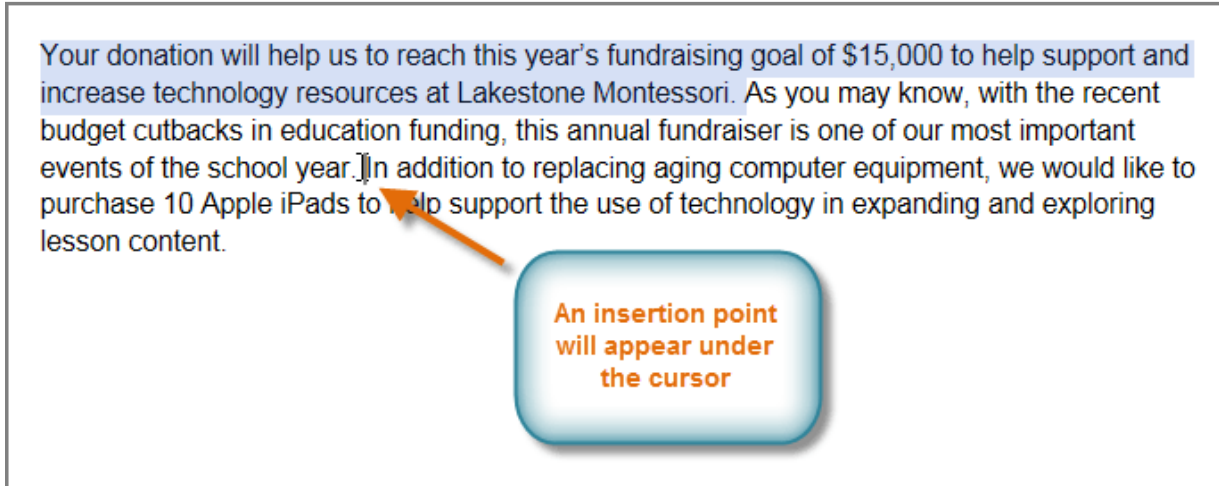 Your donation will help us to reach this year’s fundraising goal of $15,000 to help support and
increase technology resources at Lakestone Montessori. As you may know, with the recent
budget cutbacks in education funding, this annual fundraiser is one of our most important
events of the school year. In addition to replacing aging computer equipment, we would like to
purchase 10 Apple iPads to help support the use of technology in expanding and exploring
lesson content.
An insertion point
will appear under
the cursor